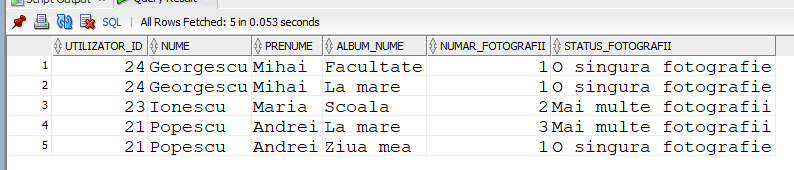 Script Output Query Result
SQL All Rows Fetched: 5 in 0.053 seconds
UTILIZATOR_ID NUME PRENUME ALBUM_NUME NUMAR_FOTOGRAFII STATUS_FOTOGRAFII
1 24 Georgescu Mihai Facultate 1 O singura fotografie
2 24 Georgescu Mihai La mare 1 O singura fotografie
3 23 Ionescu Maria Scoala 2 Mai multe fotografii
4 21 Popescu Andrei La mare 3 Mai multe fotografii
5 21 Popescu Andrei Ziua mea 1 O singura fotografie